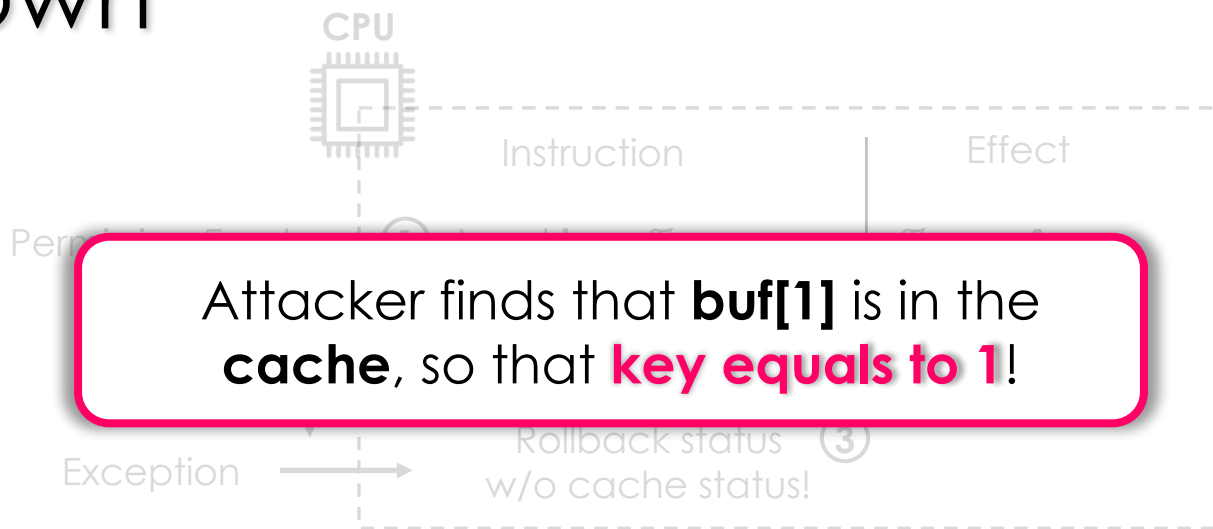 CPU
Instruction
Effect
Attacker finds that buf[1] is in the
cache, so that key equals to 1!
Rollback status ③
Exception
w/o cache status!